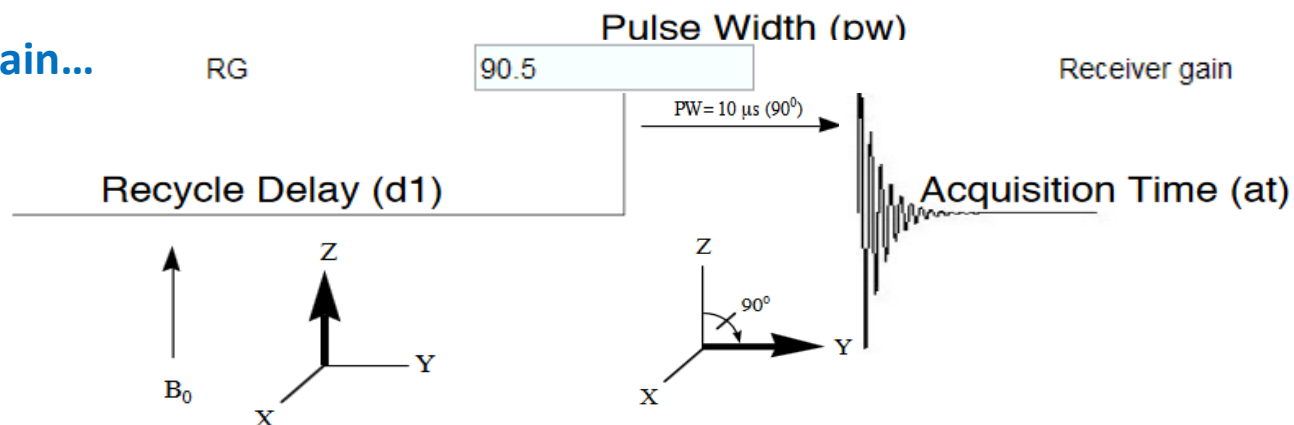 Pulse Width (pw)
ain...
RG
90.5
Receiver gain
PW= 10 μs (90⁰)
Recycle Delay (d1)
Acquisition Time (at)
B₀
Z
Y
X
Z
90⁰
Y
X